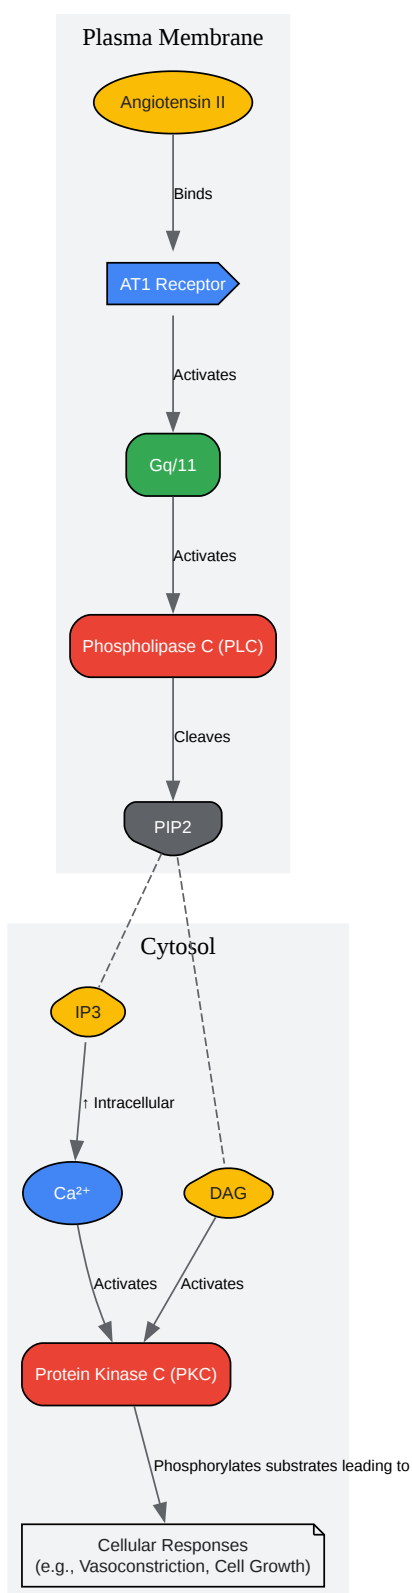 Plasma Membrane
Angiotensin II
Binds
AT1 Receptor
Activates
Gq/11
Activates
Phospholipase C (PLC)
Cleaves
PIP2
Cytosol
IP3
↑ Intracellular
Ca²⁺
DAG
Activates
Activates
Protein Kinase C (PKC)
Phosphorylates substrates leading to
Cellular Responses
(e.g., Vasoconstriction, Cell Growth)